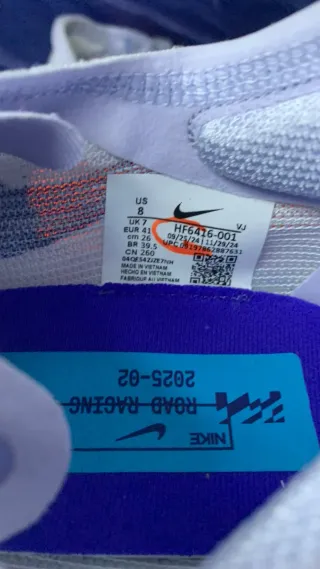 US
8
UK 7
EUR 41
cm 26
BR 39.5
CN 260
MADE IN VIETNAM
HECHO EN VIETNAM
FABRIQUÉ AU VIETNAM
HF6416-001
VJ
09/25/24 | 11/29/24
NIKE
ROAD RACING
2025-02